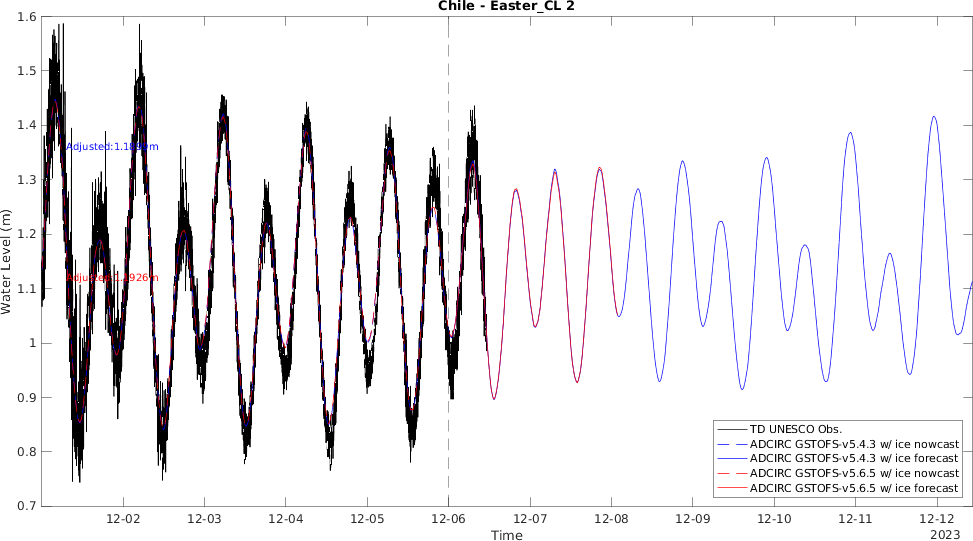 Chile - Easter_CL 2
Water Level (m)
1.6
1.5
1.4
1.3
1.2
1.1
1
0.9
0.8
0.7
12-02
12-03
12-04
12-05
12-06
12-07
12-08
12-09
12-10
12-11
12-12
2023
Time
TD UNESCO Obs.
ADCIRC GSTOFS-v5.4.3 w/ ice nowcast
ADCIRC GSTOFS-v5.4.3 w/ ice forecast
ADCIRC GSTOFS-v5.6.5 w/ ice nowcast
ADCIRC GSTOFS-v5.6.5 w/ ice forecast